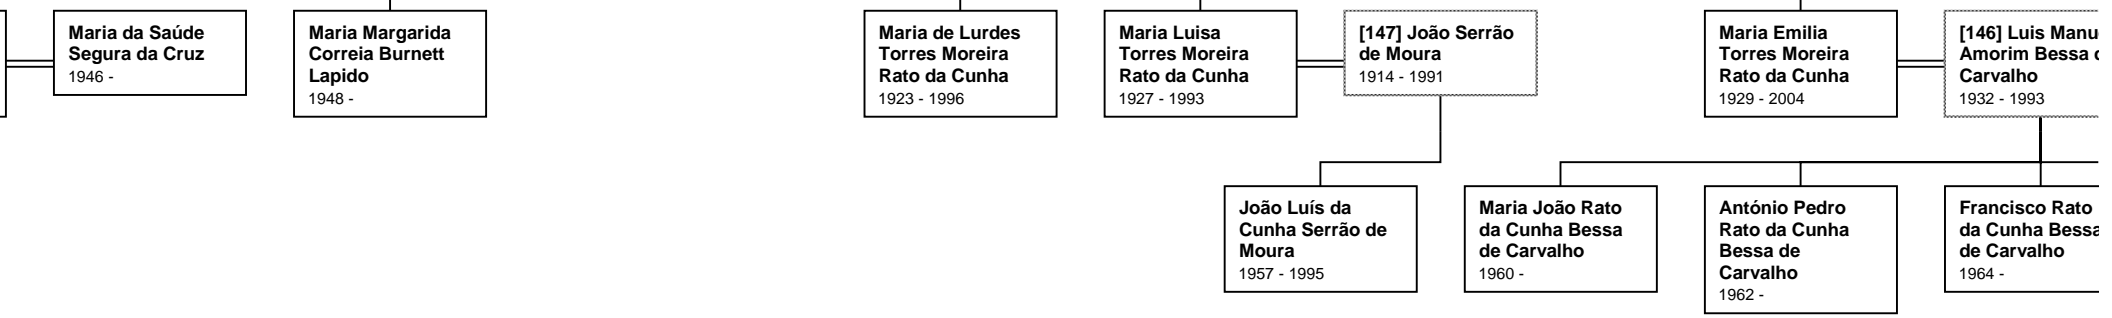 Maria da Saúde
Segura da Cruz
1946 -
Maria Margarida
Correia Burnett
Lapido
1948 -
Maria de Lurdes
Torres Moreira
Rato da Cunha
1923 - 1996
Maria Luisa
Torres Moreira
Rato da Cunha
1927 - 1993
[147] João Serrão
de Moura
1914 - 1991
Maria Emilia
Torres Moreira
Rato da Cunha
1929 - 2004
[146] Luis Manu
Amorim Bessa
Carvalho
1932 - 1993
João Luís da
Cunha Serrão de
Moura
1957 - 1995
Maria João Rato
da Cunha Bessa
de Carvalho
1960 -
António Pedro
Rato da Cunha
Bessa de
Carvalho
1962 -
Francisco Rato
da Cunha Bessa
de Carvalho
1964 -